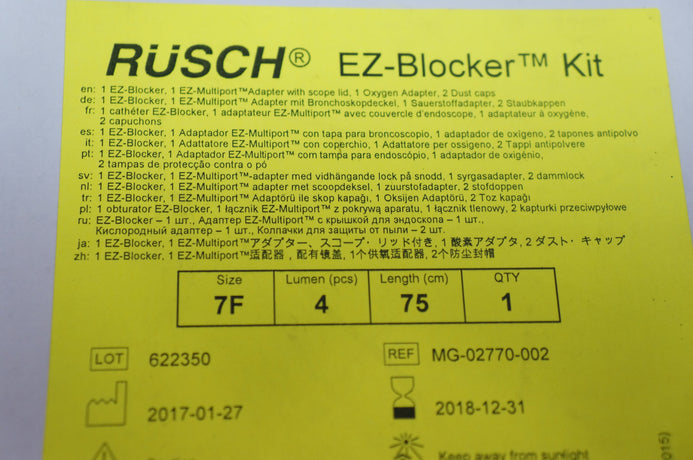 RÜSCH® EZ-Blocker™ Kit
en: 1 EZ-Blocker, 1 EZ-Multiport™Adapter with scope lid, 1 Oxygen Adapter, 2 Dust caps
de: 1 EZ-Blocker, 1 EZ-Multiport™ Adapter mit Bronchoskopdeckel, 1 Sauerstoffadapter, 2 Staubkappen
fr: 1 cathéter EZ-Blocker, 1 adaptateur EZ-Multiport™ avec couvercle d'endoscope, 1 adaptateur à oxygène,
2 capuchons
es: 1 EZ-Blocker, 1 Adaptador EZ-Multiport™ con tapa para broncoscopio, 1 adaptador de oxígeno, 2 tapones antipolvo
it: 1 EZ-Blocker, 1 Adattatore EZ-Multiport™ con coperchio, 1 Adattatore per ossigeno, 2 Tappi antipolvere
pt: 1 EZ-Blocker, 1 Adaptador EZ-Multiport™ com tampa para endoscópio, 1 adaptador de oxigénio,
2 tampas de protecção contra o pó
sv: 1 EZ-Blocker, 1 EZ-Multiport™-adapter med vidhängande lock på snodd, 1 syrgasadapter, 2 dammlock
nl: 1 EZ-Blocker, 1 EZ-Multiport™ adapter met scoopdeksel, 1 zuurstofadapter, 2 stofdoppen
tr: 1 EZ-Blocker, 1 EZ-Multiport™ Adaptörü ile skop kapağı, 1 Oksijen Adaptörü, 2 Toz kapağı
pl: 1 obturator EZ-Blocker, 1 łącznik EZ-Multiport™ z pokrywą aparatu, 1 łącznik tlenowy, 2 kapturki przeciwpyłowe
ru: EZ-Blocker – 1 шт., Адаптер EZ-Multiport™ с крышкой для эндоскопа – 1 шт.,
Кислородный адаптер – 1 шт., Колпачки для защиты от пыли – 2 шт.
ja: 1 EZ-Blocker, 1 EZ-Multiport™アダプター、スコープ・リッド付き, 1 酸素アダプタ, 2 ダスト・キャップ
zh: 1 EZ-Blocker, 1 EZ-Multiport™适配器，配有镜盖, 1个供氧适配器, 2个防尘封帽
Size Lumen (pcs) Length (cm) QTY
7F 4 75 1
LOT 622350 REF MG-02770-002
2017-01-27 2018-12-31
Keep away from sunlight